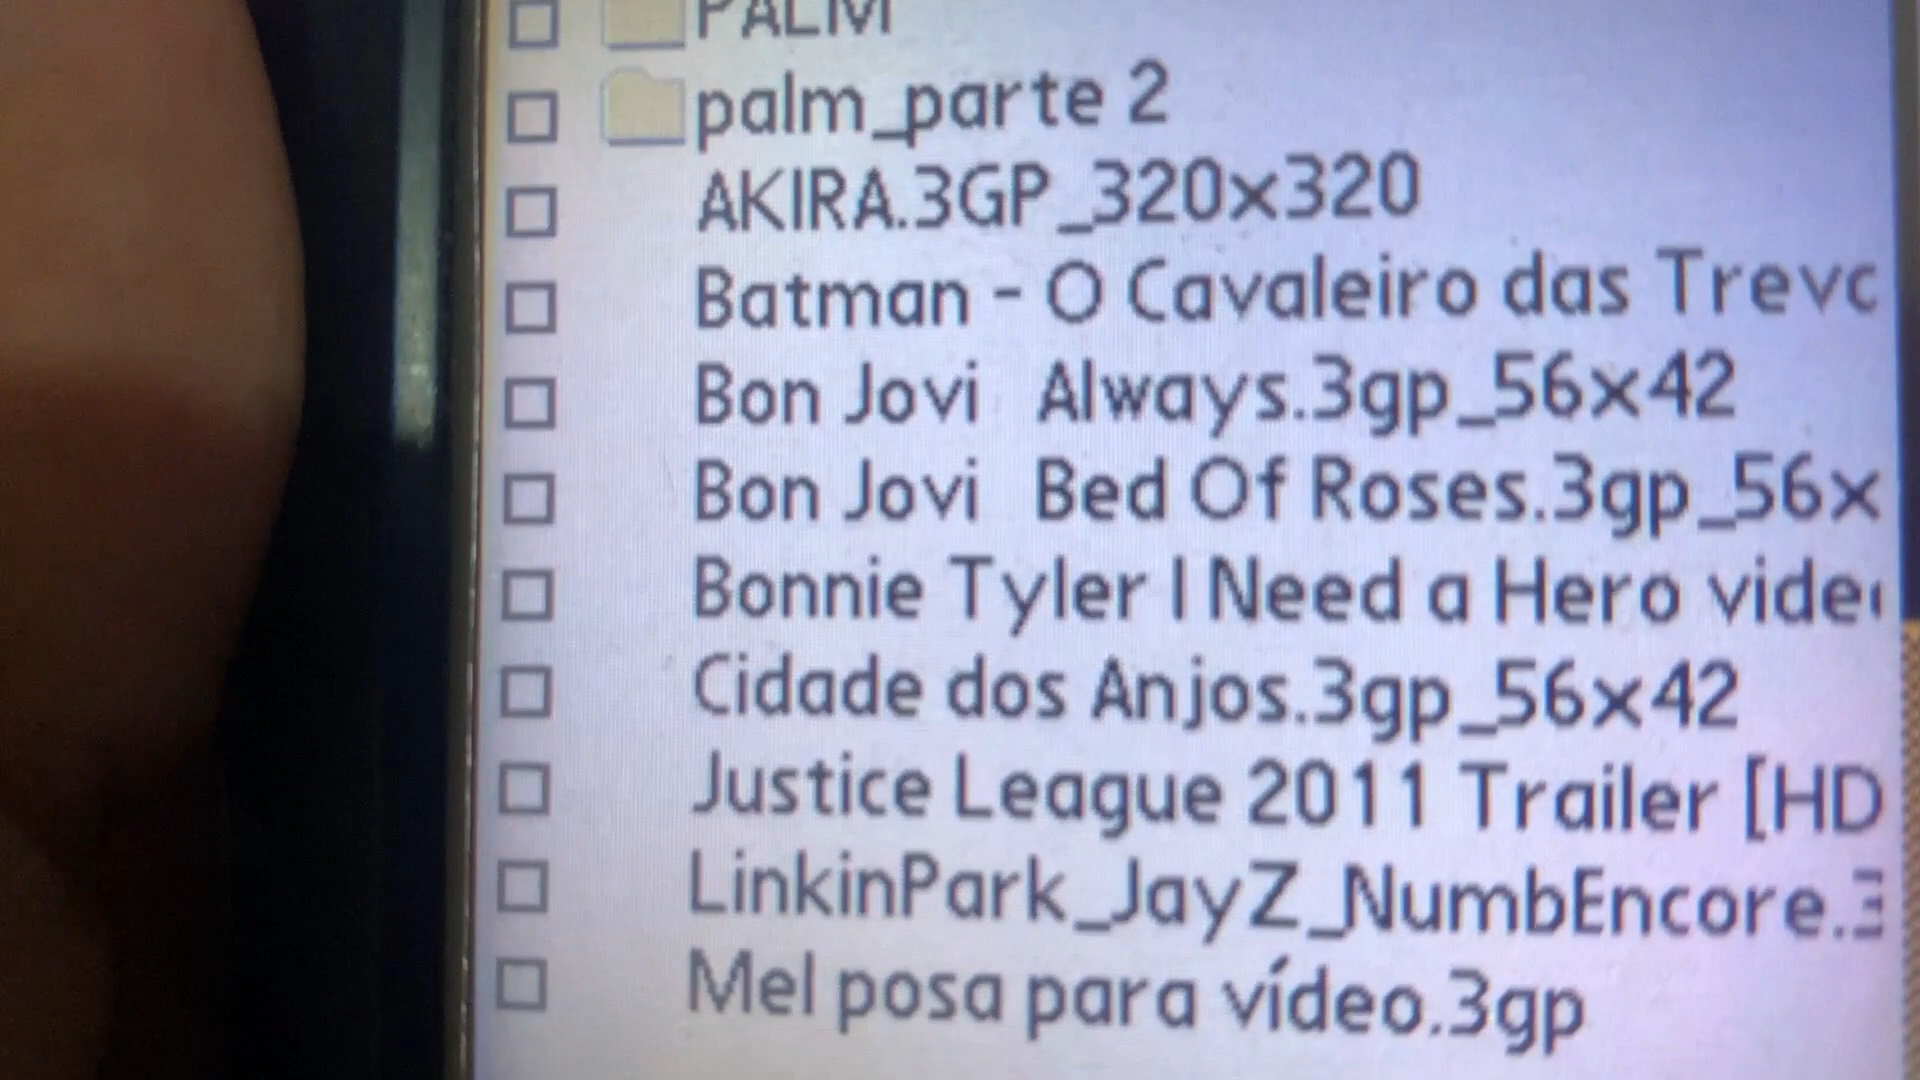 PALM
palm_parte 2
AKIRA.3GP_320x320
Batman - O Cavaleiro das Trevc
Bon Jovi  Always.3gp_56x42
Bon Jovi  Bed Of Roses.3gp_56x
Bonnie Tyler I Need a Hero video
Cidade dos Anjos.3gp_56x42
Justice League 2011 Trailer [HD
LinkinPark_JayZ_NumbEncore.3
Mel posa para vídeo.3gp